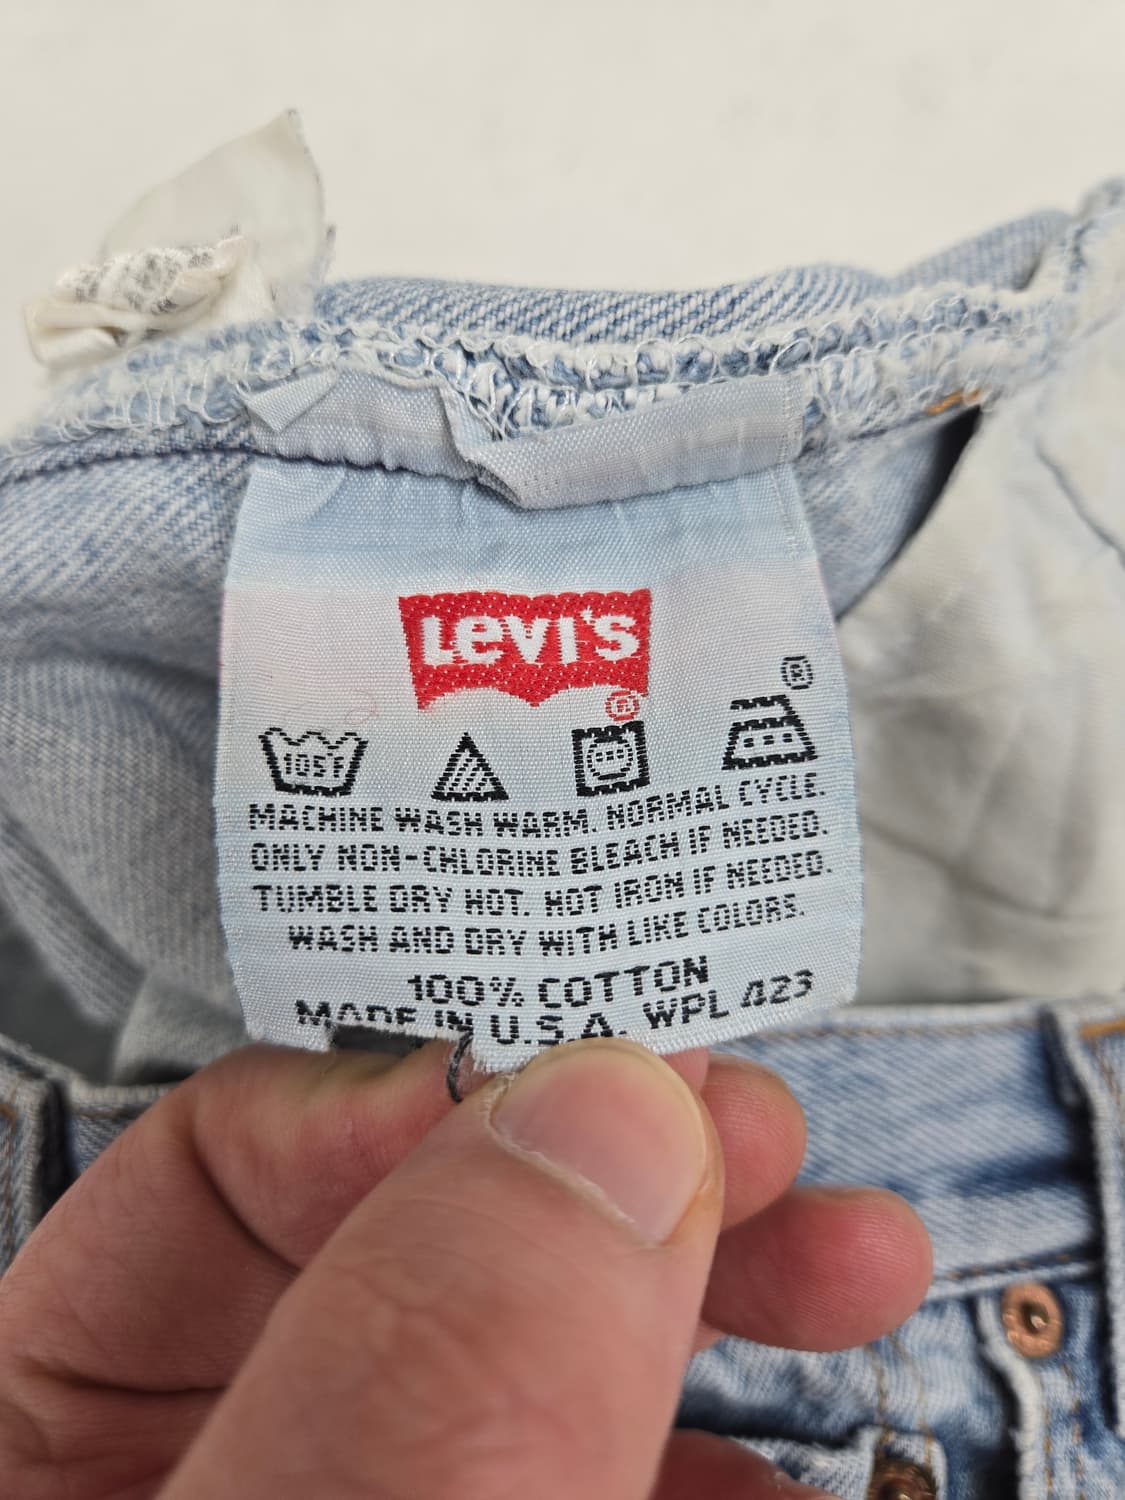 Levi's
®
®
105°F
MACHINE WASH WARM. NORMAL CYCLE.
ONLY NON-CHLORINE BLEACH IF NEEDED.
TUMBLE DRY HOT. HOT IRON IF NEEDED.
WASH AND DRY WITH LIKE COLORS.
100% COTTON
MADE IN U.S.A. WPL 423